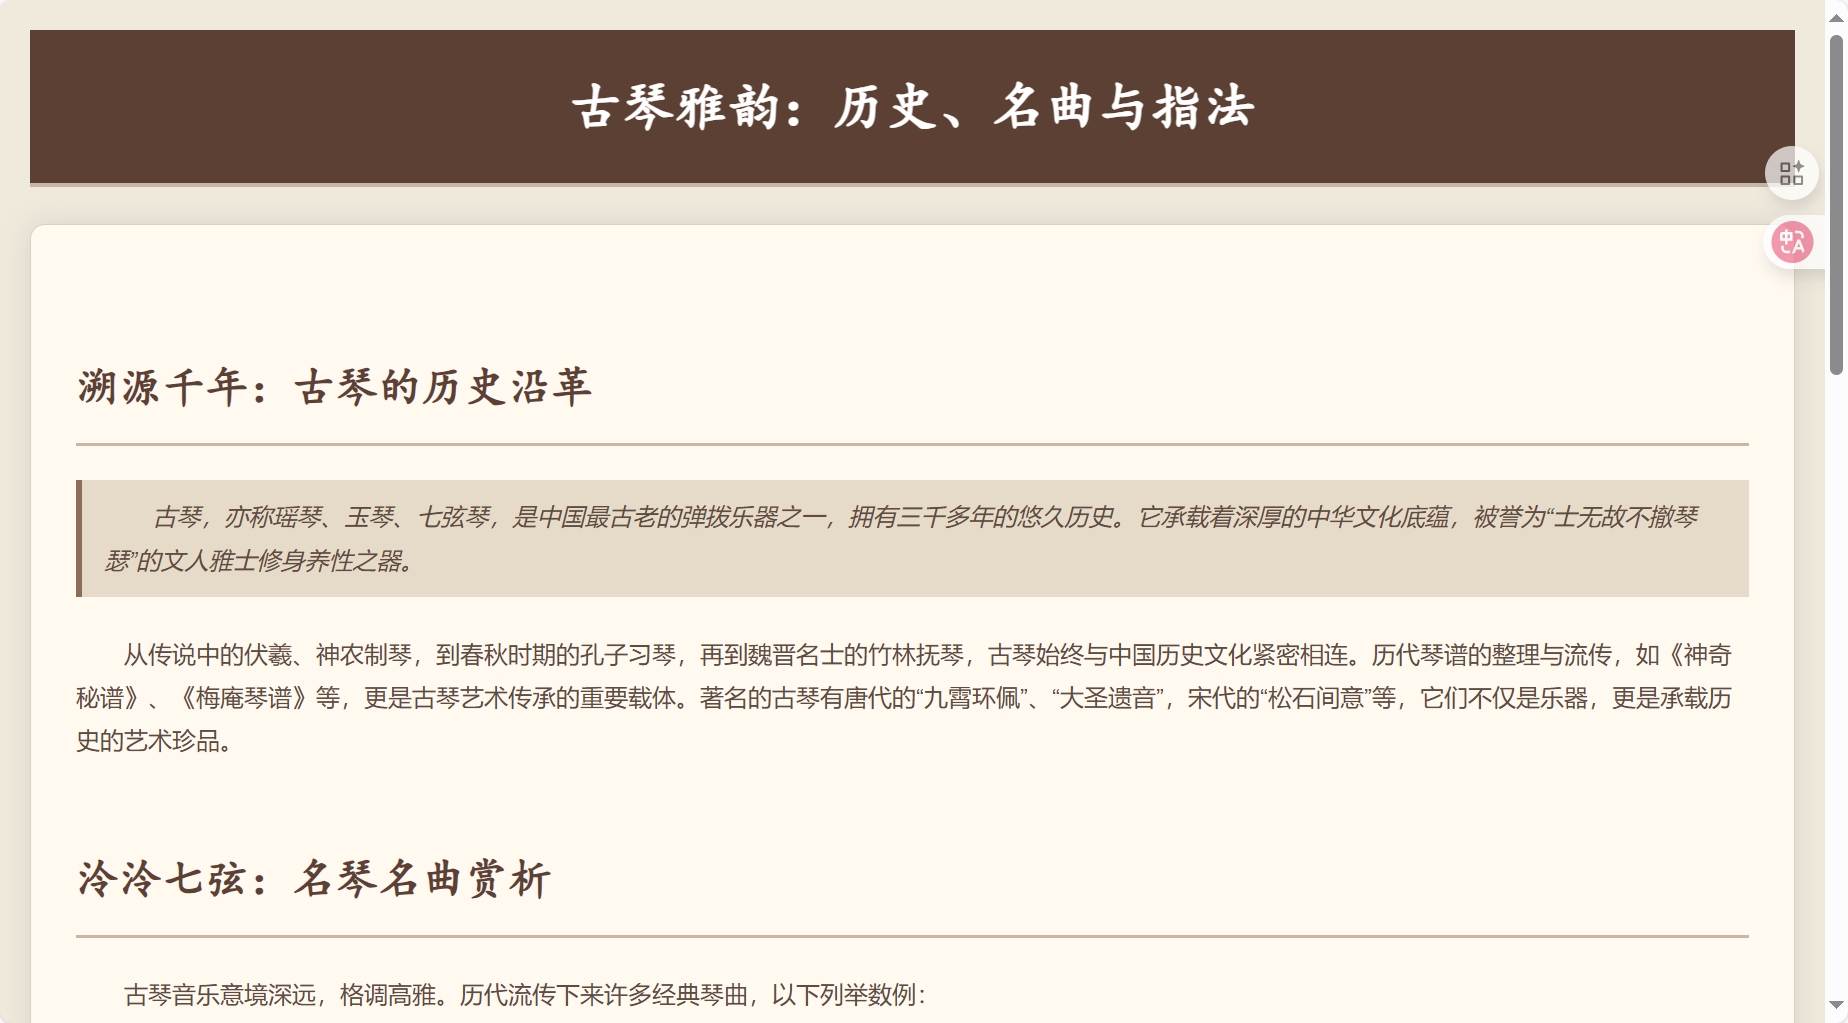 古琴雅韵：历史、名曲与指法
溯源千年：古琴的历史沿革
古琴，亦称瑶琴、玉琴、七弦琴，是中国最古老的弹拨乐器之一，拥有三千多年的悠久历史。它承载着深厚的中华文化底蕴，被誉为“士无故不撤琴
瑟”的文人雅士修身养性之器。
从传说中的伏羲、神农制琴，到春秋时期的孔子习琴，再到魏晋名士的竹林抚琴，古琴始终与中国历史文化紧密相连。历代琴谱的整理与流传，如《神奇
秘谱》、《梅庵琴谱》等，更是古琴艺术传承的重要载体。著名的古琴有唐代的“九霄环佩”、“大圣遗音”，宋代的“松石间意”等，它们不仅是乐器，更是承载历
史的艺术珍品。
泠泠七弦：名琴名曲赏析
古琴音乐意境深远，格调高雅。历代流传下来许多经典琴曲，以下列举数例：
中A